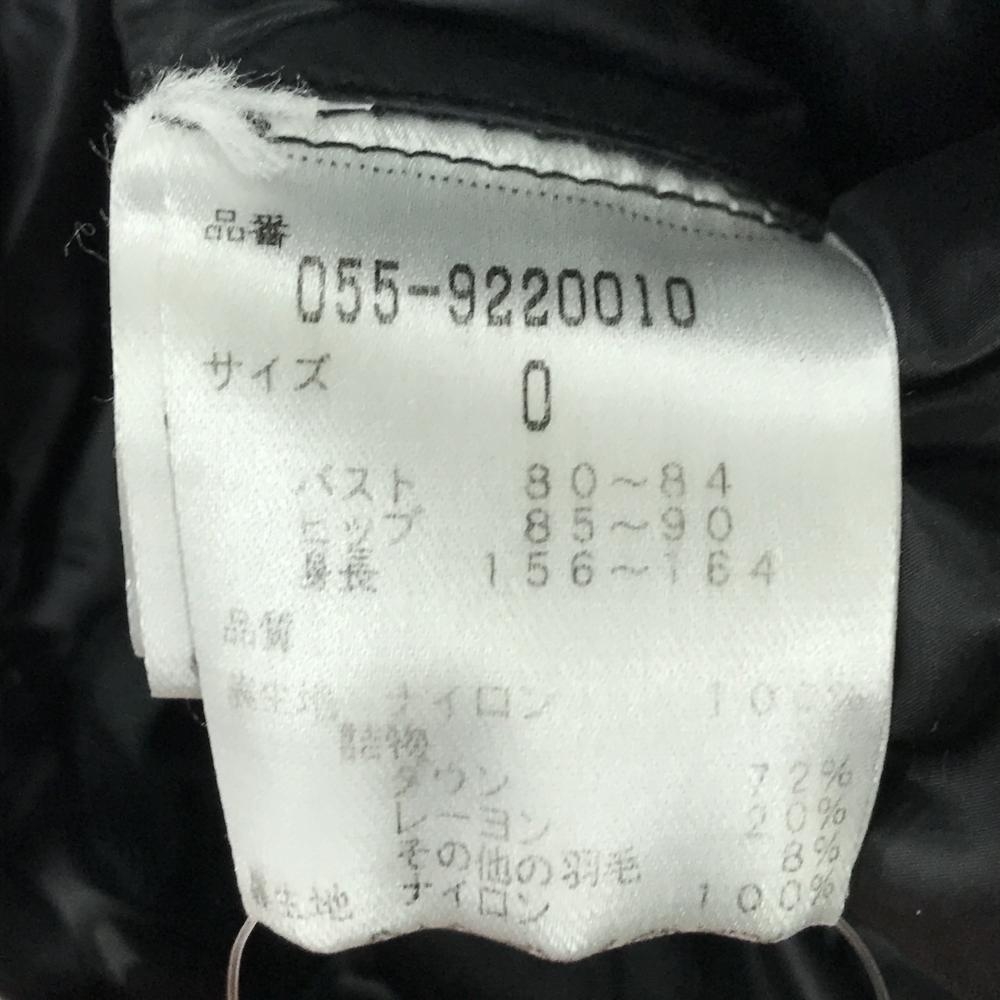 品番
055-9220010
サイズ 0
バスト 80~84
ヒップ 85~90
身長 156~164
品質
表生地 ナイロン 100%
詰物
ダウン 72%
レーヨン 20%
その他の羽毛 8%
生地 ナイロン 100%